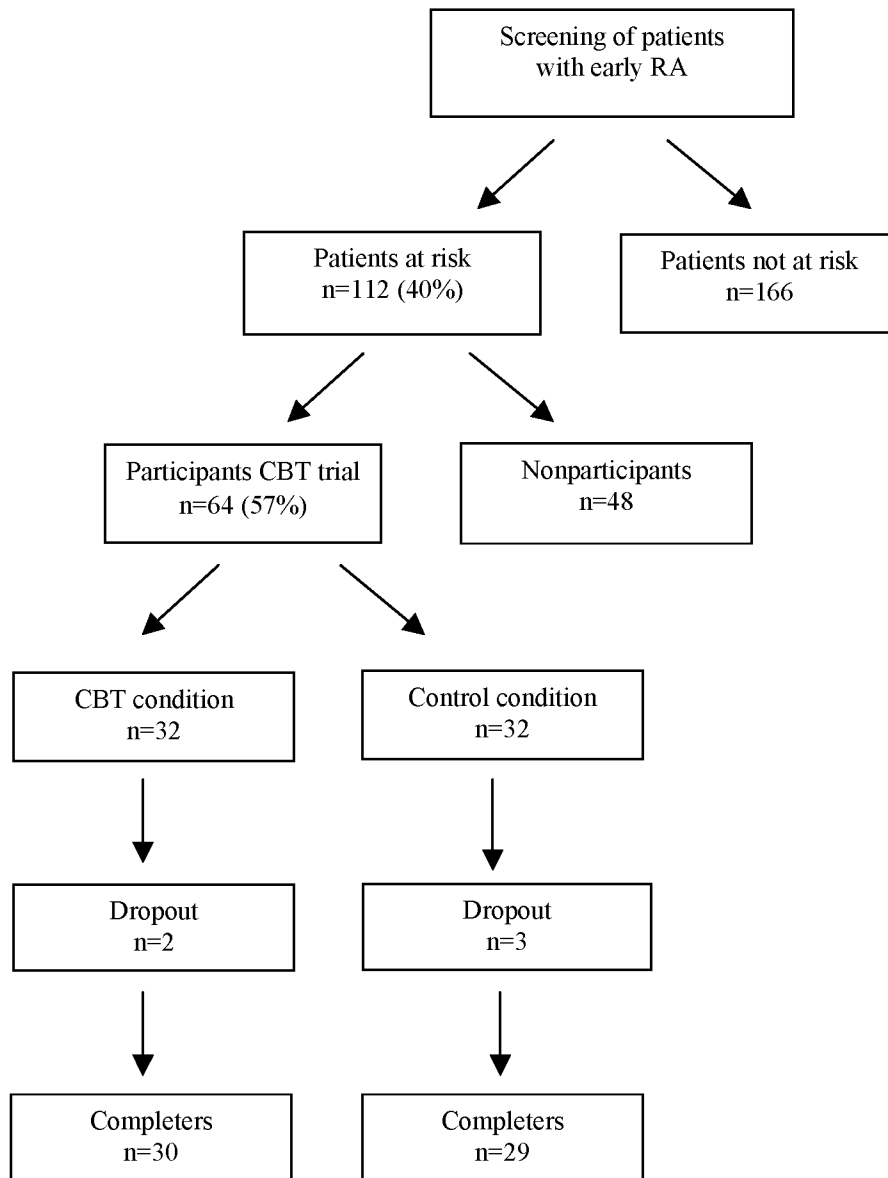 Screening of patients
with early RA
Patients at risk
n=112 (40%)
Patients not at risk
n=166
Participants CBT trial
n=64 (57%)
Nonparticipants
n=48
CBT condition
n=32
Control condition
n=32
Dropout
n=2
Dropout
n=3
Completers
n=30
Completers
n=29